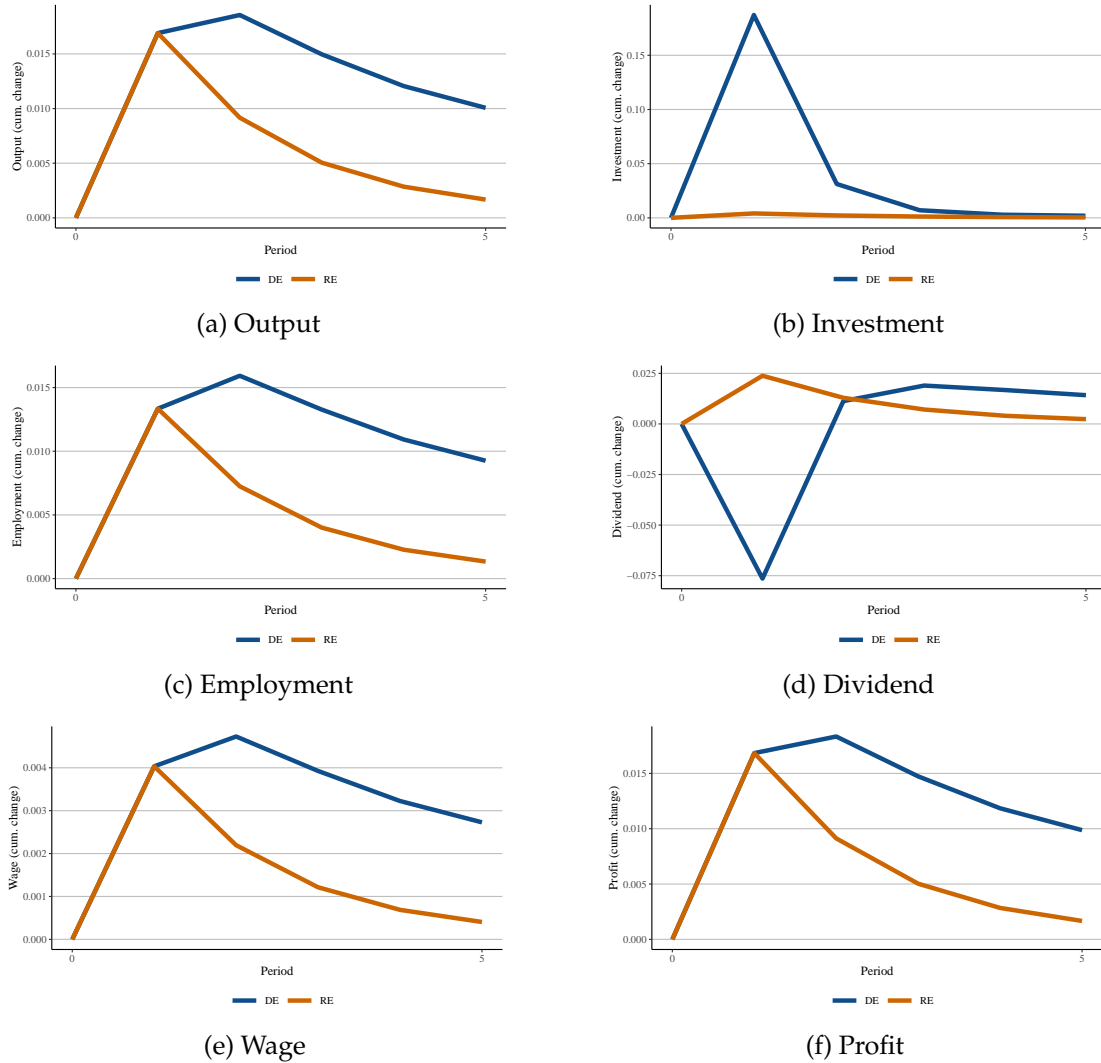 Output (cum. change)
0.015
0.010
0.005
0.000
0
5
Period
DE
RE
(a) Output
Investment (cum. change)
0.15
0.10
0.05
0.00
0
5
Period
DE
RE
(b) Investment
Employment (cum. change)
0.015
0.010
0.005
0.000
0
5
Period
DE
RE
(c) Employment
Dividend (cum. change)
0.025
0.000
−0.025
−0.050
−0.075
0
5
Period
DE
RE
(d) Dividend
Wage (cum. change)
0.004
0.003
0.002
0.001
0.000
0
5
Period
DE
RE
(e) Wage
Profit (cum. change)
0.015
0.010
0.005
0.000
0
5
Period
DE
RE
(f) Profit